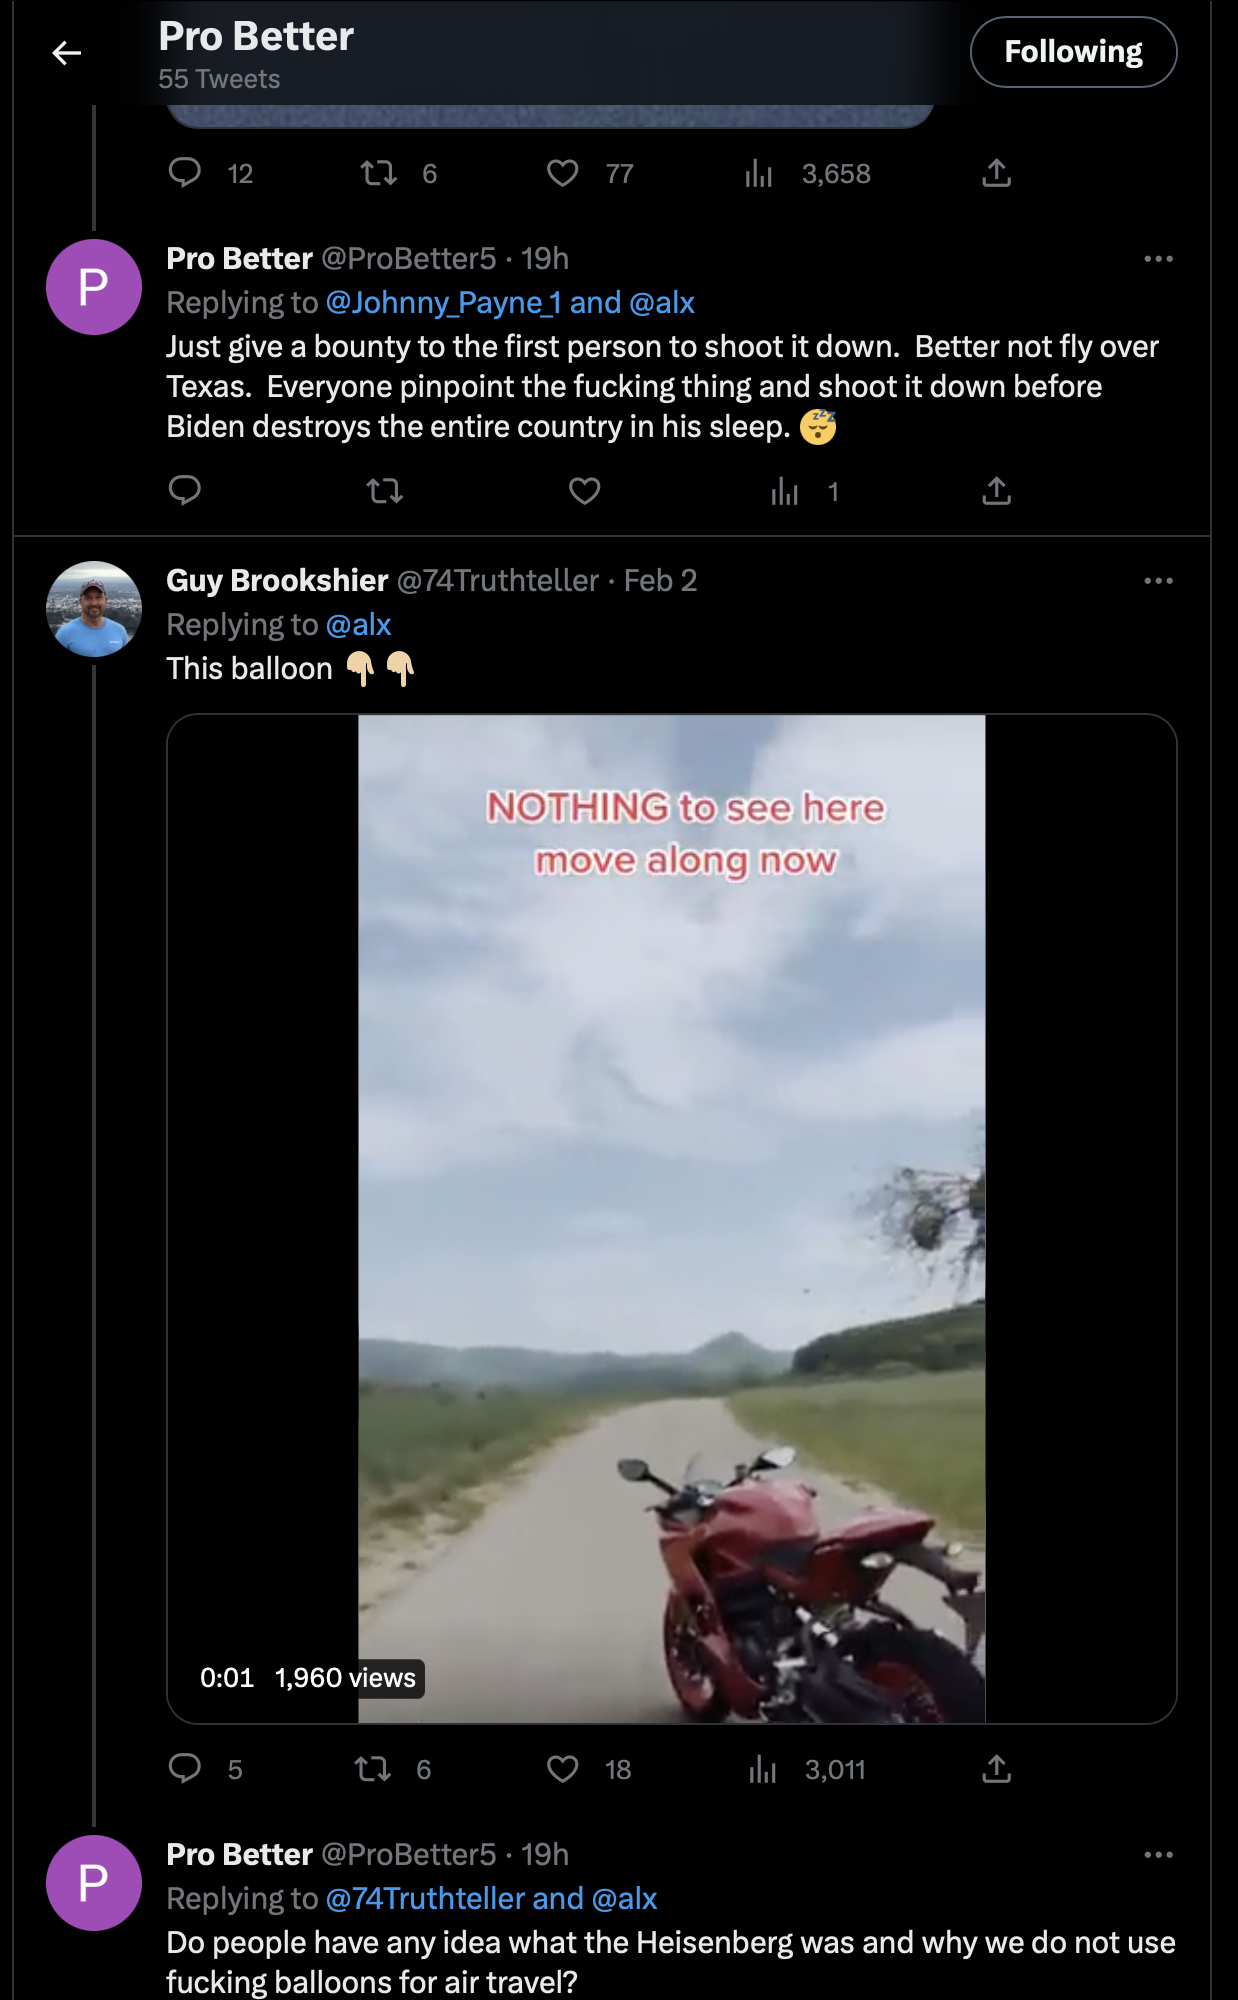 Pro Better
55 Tweets
Following
12 6 77 3,658
P
Pro Better @ProBetter5 · 19h
Replying to @Johnny_Payne_1 and @alx
Just give a bounty to the first person to shoot it down.  Better not fly over
Texas.  Everyone pinpoint the fucking thing and shoot it down before
Biden destroys the entire country in his sleep. 😴
1
Guy Brookshier @74Truthteller · Feb 2
Replying to @alx
This balloon 👇🏼👇🏼
NOTHING to see here
move along now
0:01 1,960 views
5 6 18 3,011
P
Pro Better @ProBetter5 · 19h
Replying to @74Truthteller and @alx
Do people have any idea what the Heisenberg was and why we do not use
fucking balloons for air travel?